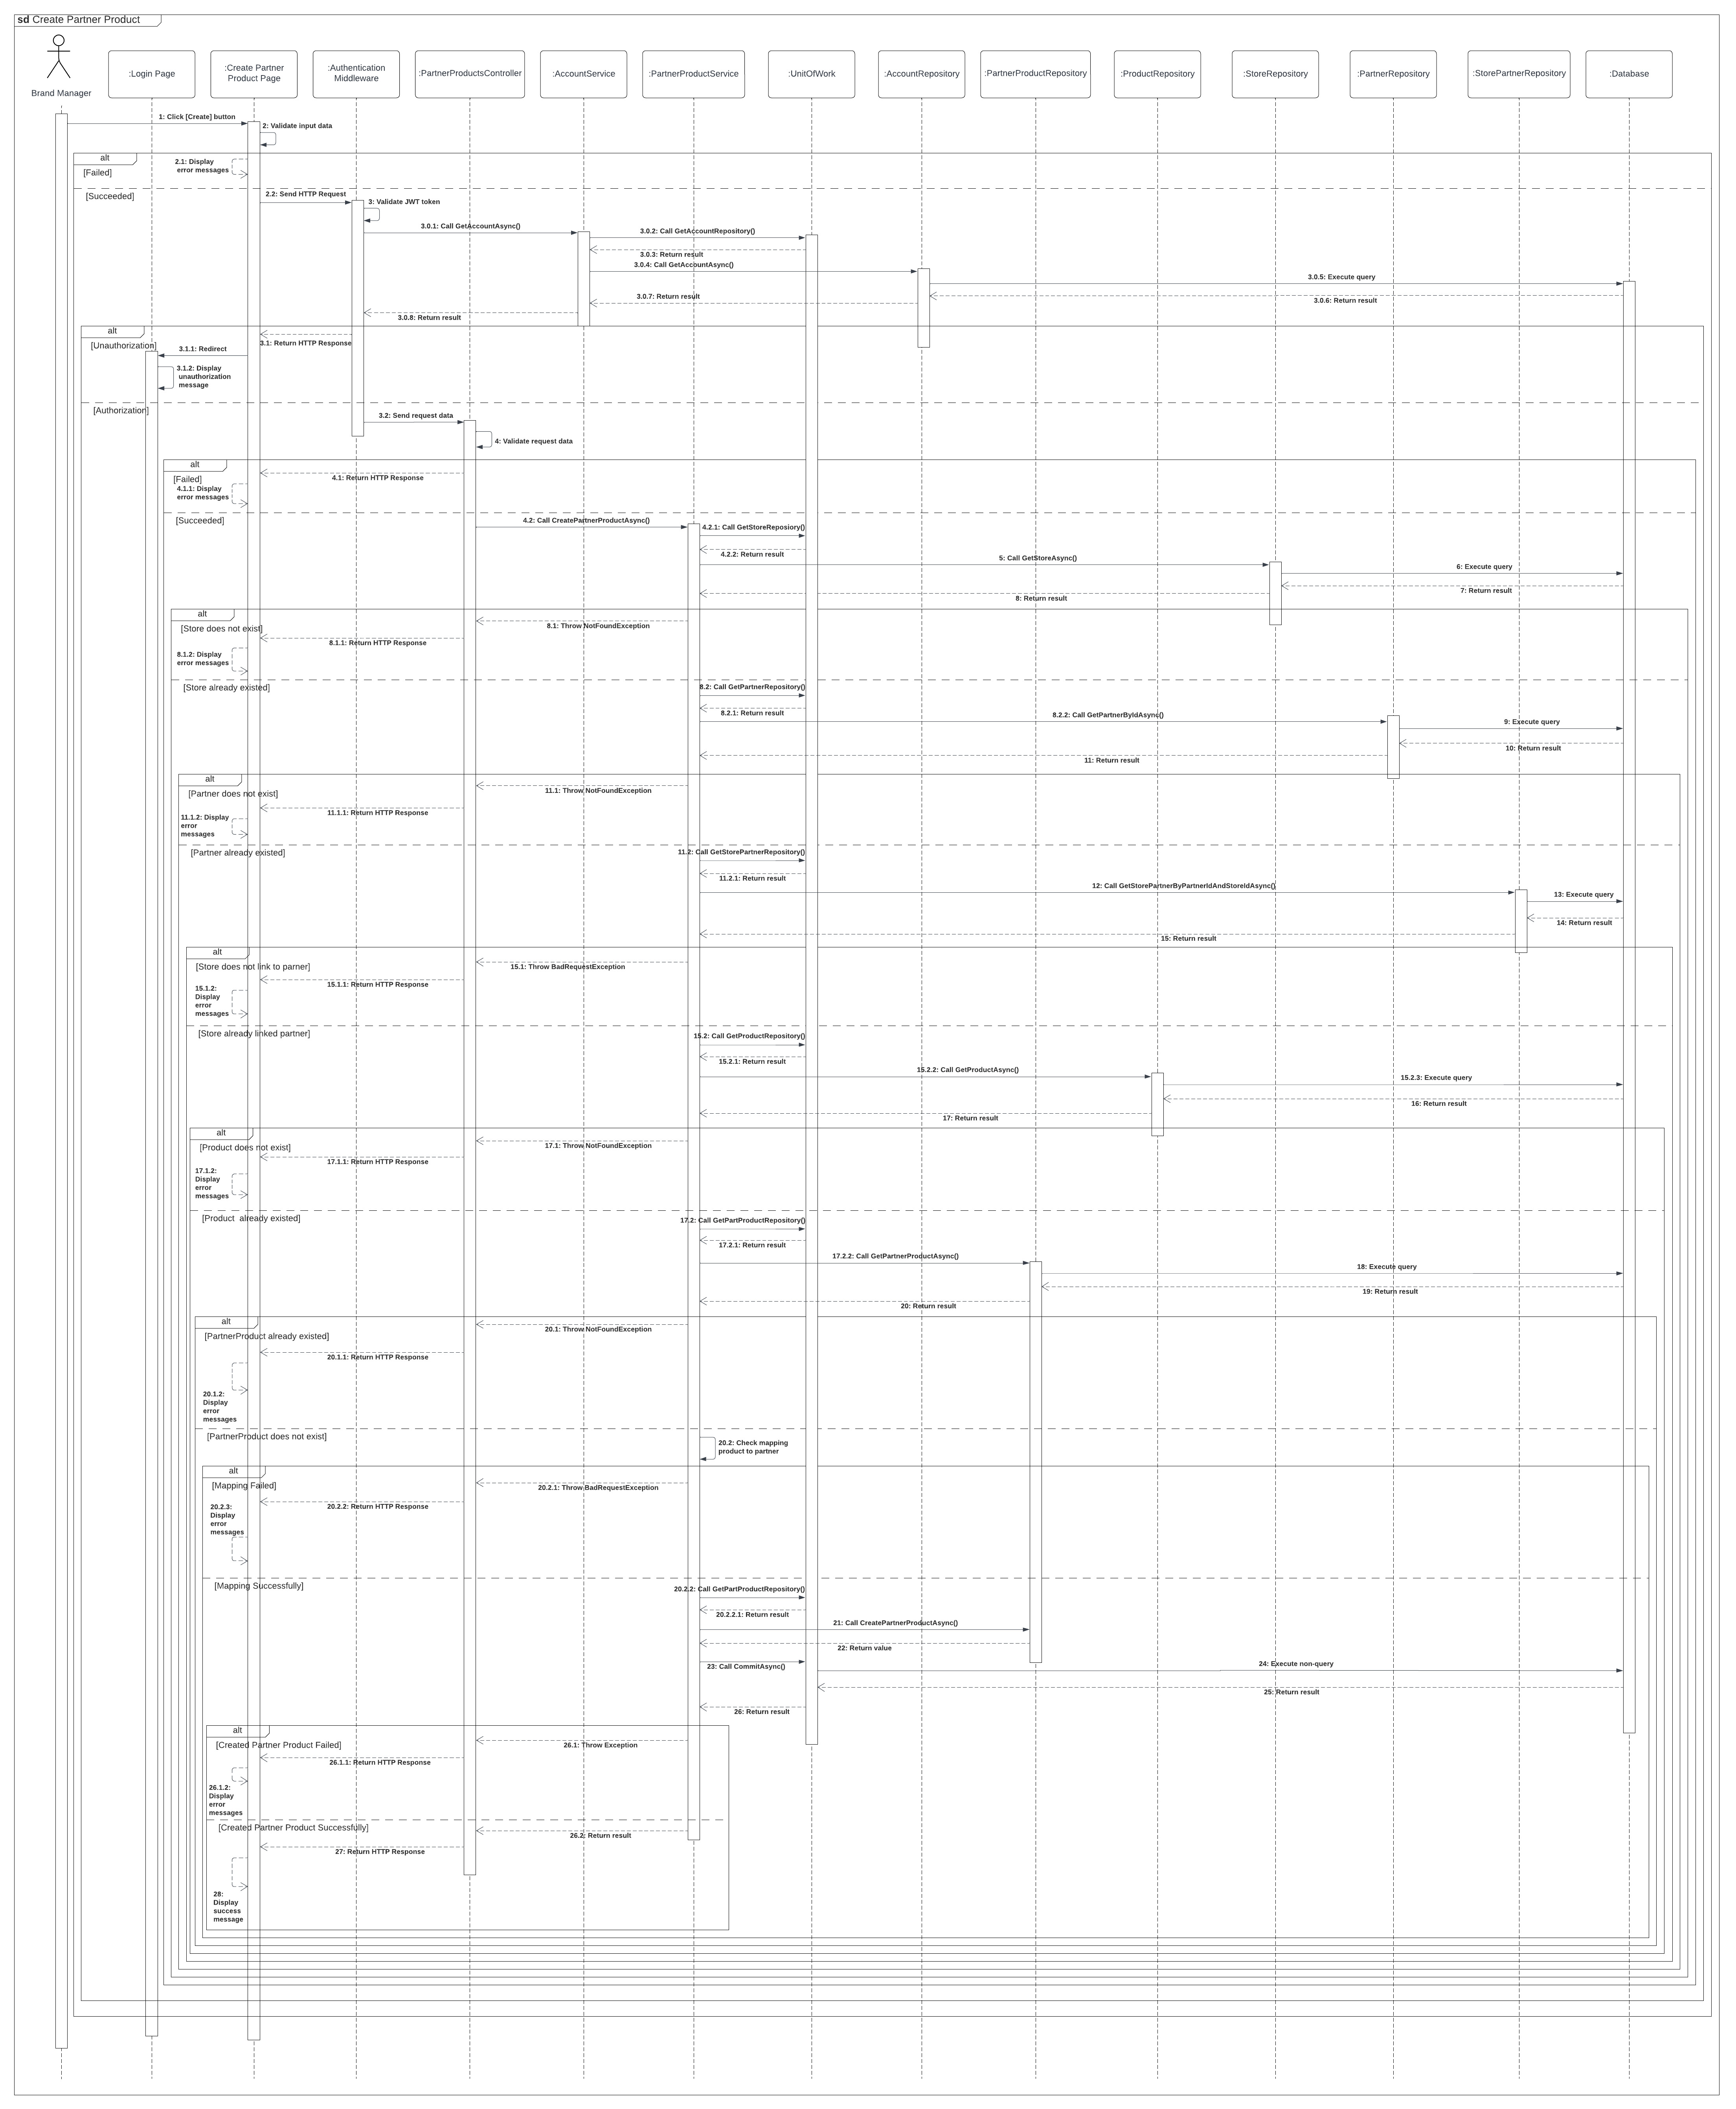 sd Create Partner Product
Brand Manager
:Login Page
:Create Partner
Product Page
:Authentication
Middleware
:PartnerProductsController
:AccountService
:PartnerProductService
:UnitOfWork
:AccountRepository
:PartnerProductRepository
:ProductRepository
:StoreRepository
:PartnerRepository
:StorePartnerRepository
:Database
1: Click [Create] button
2: Validate input data
alt
[Failed]
2.1: Display
error messages
[Succeeded]
2.2: Send HTTP Request
3: Validate JWT token
3.0.1: Call GetAccountAsync()
3.0.2: Call GetAccountRepository()
3.0.3: Return result
3.0.4: Call GetAccountAsync()
3.0.5: Execute query
3.0.6: Return result
3.0.7: Return result
3.0.8: Return result
alt
[Unauthorization]
3.1: Return HTTP Response
3.1.1: Redirect
3.1.2: Display
unauthorization
message
[Authorization]
3.2: Send request data
4: Validate request data
alt
[Failed]
4.1: Return HTTP Response
4.1.1: Display
error messages
[Succeeded]
4.2: Call CreatePartnerProductAsync()
4.2.1: Call GetStoreReposiory()
4.2.2: Return result
5: Call GetStoreAsync()
6: Execute query
7: Return result
8: Return result
alt
[Store does not exist]
8.1: Throw NotFoundException
8.1.1: Return HTTP Response
8.1.2: Display
error messages
[Store already existed]
8.2: Call GetPartnerRepository()
8.2.1: Return result
8.2.2: Call GetPartnerByIdAsync()
9: Execute query
10: Return result
11: Return result
alt
[Partner does not exist]
11.1: Throw NotFoundException
11.1.1: Return HTTP Response
11.1.2: Display
error
messages
[Partner already existed]
11.2: Call GetStorePartnerRepository()
11.2.1: Return result
12: Call GetStorePartnerByPartnerIdAndStoreIdAsync()
13: Execute query
14: Return result
15: Return result
alt
[Store does not link to parner]
15.1: Throw BadRequestException
15.1.1: Return HTTP Response
15.1.2:
Display
error
messages
[Store already linked partner]
15.2: Call GetProductRepository()
15.2.1: Return result
15.2.2: Call GetProductAsync()
15.2.3: Execute query
16: Return result
17: Return result
alt
[Product does not exist]
17.1: Throw NotFoundException
17.1.1: Return HTTP Response
17.1.2:
Display
error
messages
[Product  already existed]
17.2: Call GetPartProductRepository()
17.2.1: Return result
17.2.2: Call GetPartnerProductAsync()
18: Execute query
19: Return result
20: Return result
alt
[PartnerProduct already existed]
20.1: Throw NotFoundException
20.1.1: Return HTTP Response
20.1.2:
Display
error
messages
[PartnerProduct does not exist]
20.2: Check mapping
product to partner
alt
[Mapping Failed]
20.2.1: Throw BadRequestException
20.2.2: Return HTTP Response
20.2.3:
Display
error
messages
[Mapping Successfully]
20.2.2: Call GetPartProductRepository()
20.2.2.1: Return result
21: Call CreatePartnerProductAsync()
22: Return value
23: Call CommitAsync()
24: Execute non-query
25: Return result
26: Return result
alt
[Created Partner Product Failed]
26.1: Throw Exception
26.1.1: Return HTTP Response
26.1.2:
Display
error
messages
[Created Partner Product Successfully]
26.2: Return result
27: Return HTTP Response
28:
Display
success
message